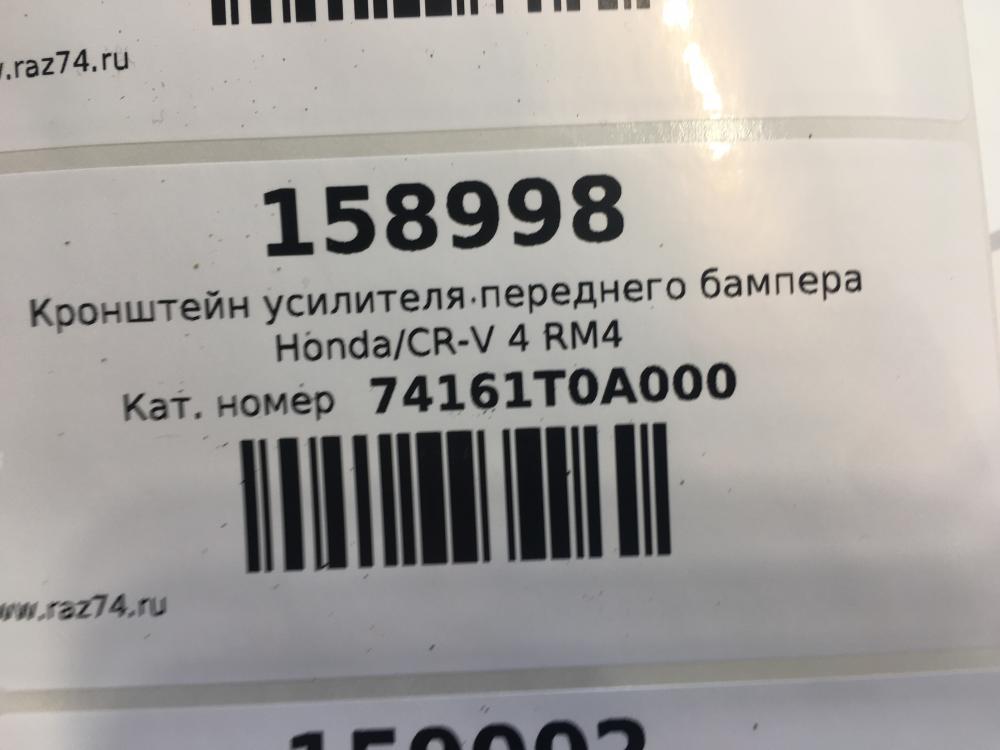 .raz74.ru
158998
Кронштейн усилителя переднего бампера
Honda/CR-V 4 RM4
Кат. номер 74161T0A000
www.raz74.ru